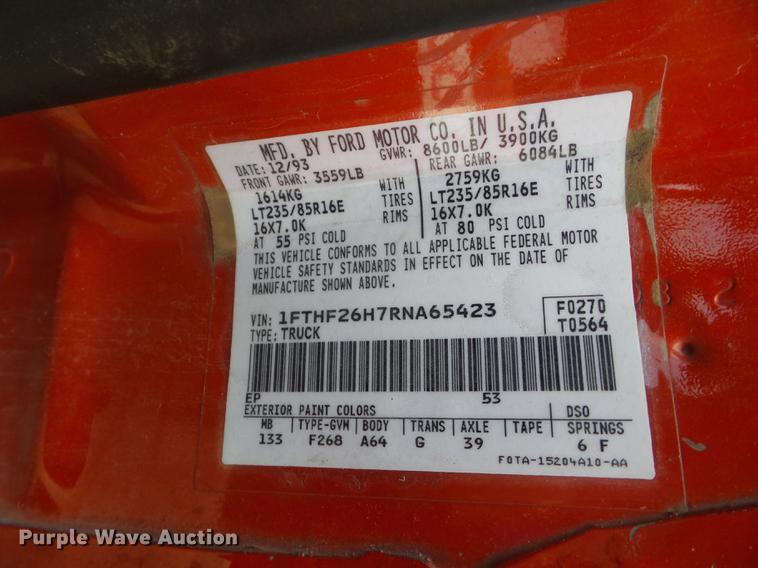 MFD. BY FORD MOTOR CO. IN U.S.A.
DATE: 12/93 GVWR: 8600LB/ 3900KG
FRONT GAWR: 3559LB REAR GAWR: 6084LB
1614KG WITH 2759KG WITH
LT235/85R16E TIRES LT235/85R16E TIRES
16X7.0K RIMS 16X7.0K RIMS
AT 55 PSI COLD AT 80 PSI COLD
THIS VEHICLE CONFORMS TO ALL APPLICABLE FEDERAL MOTOR
VEHICLE SAFETY STANDARDS IN EFFECT ON THE DATE OF
MANUFACTURE SHOWN ABOVE.
VIN: 1FTHF26H7RNA65423 F0270
TYPE: TRUCK T0564
EP 53
EXTERIOR PAINT COLORS DSO
WB TYPE-GVW BODY TRANS AXLE TAPE SPRINGS
133 F268 A64 G 39 6 F
F0TA-15204A10-AA
Purple Wave Auction